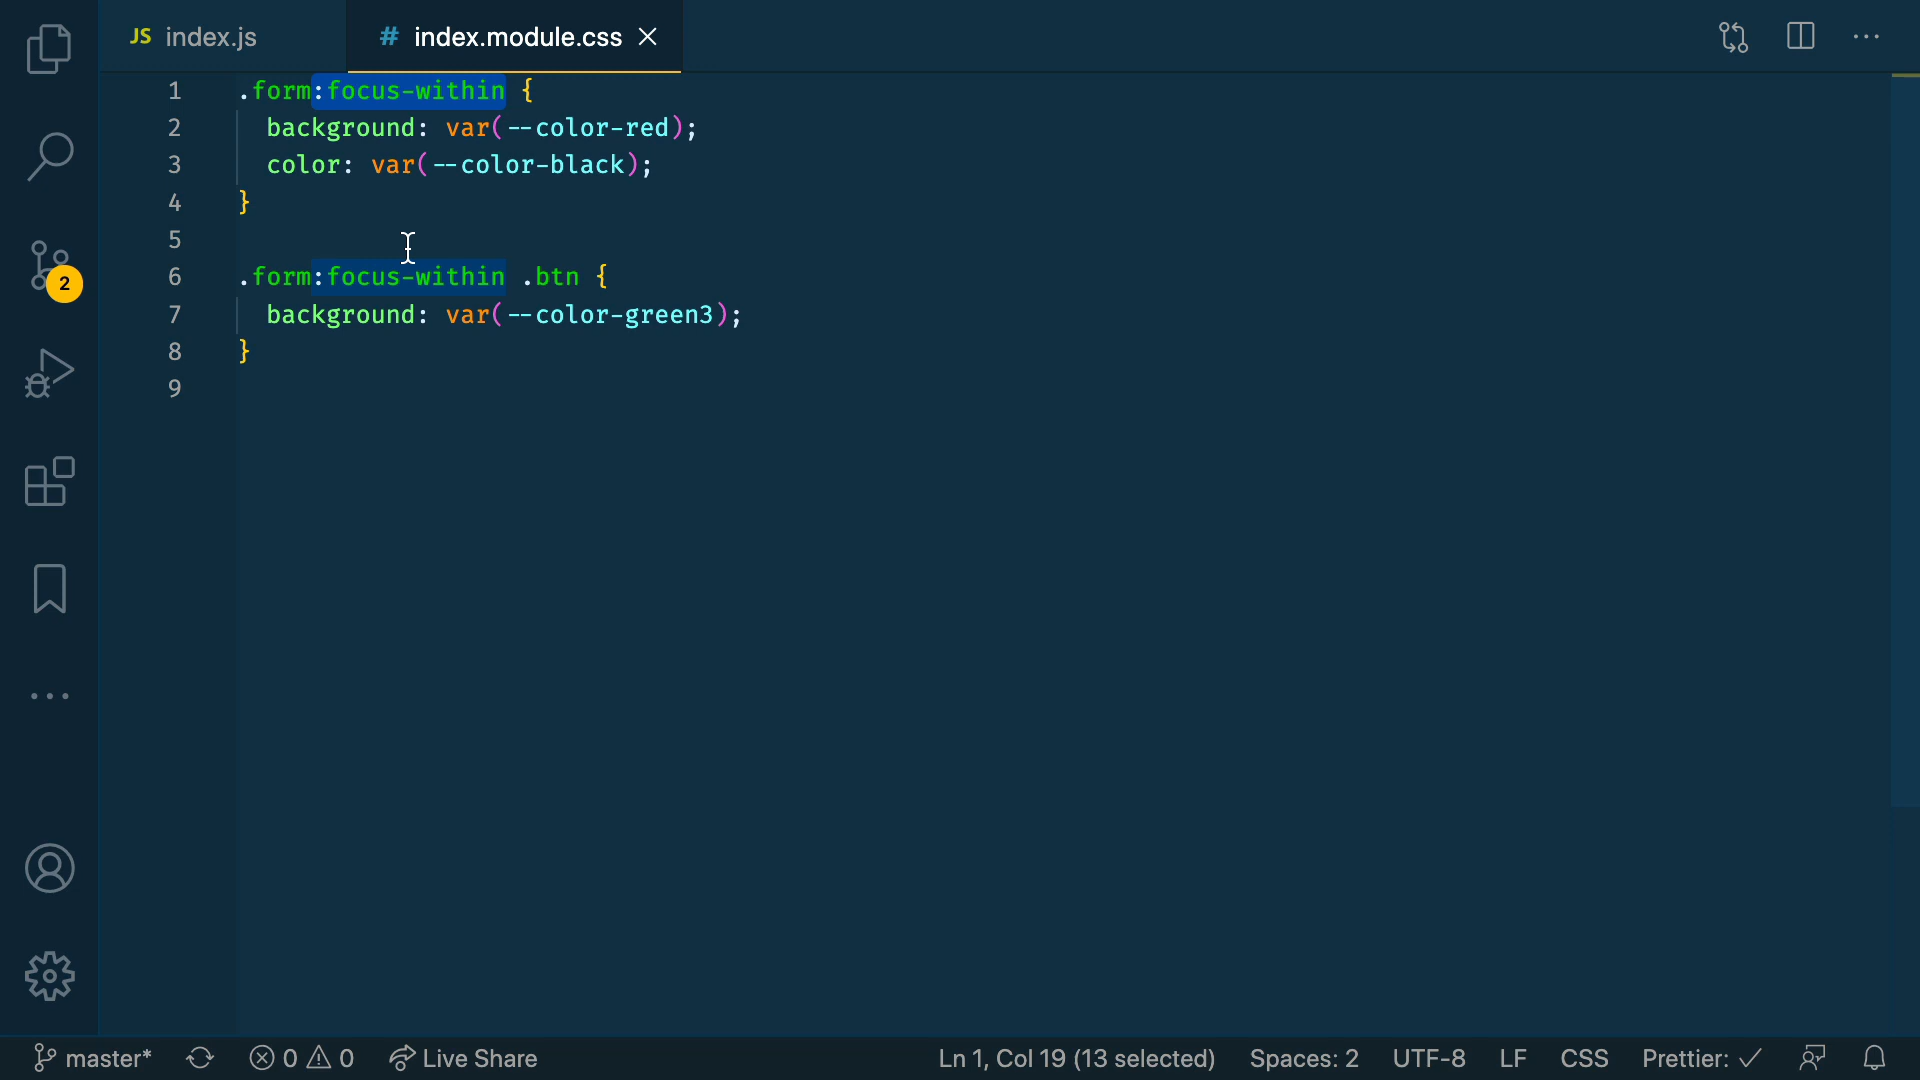 JS index.js
# index.module.css
1 .form:focus-within {
2 background: var(--color-red);
3 color: var(--color-black);
4 }
5
6 .form:focus-within .btn {
7 background: var(--color-green3);
8 }
9
2
master* 0 0 Live Share Ln 1, Col 19 (13 selected) Spaces: 2 UTF-8 LF CSS Prettier: ✓